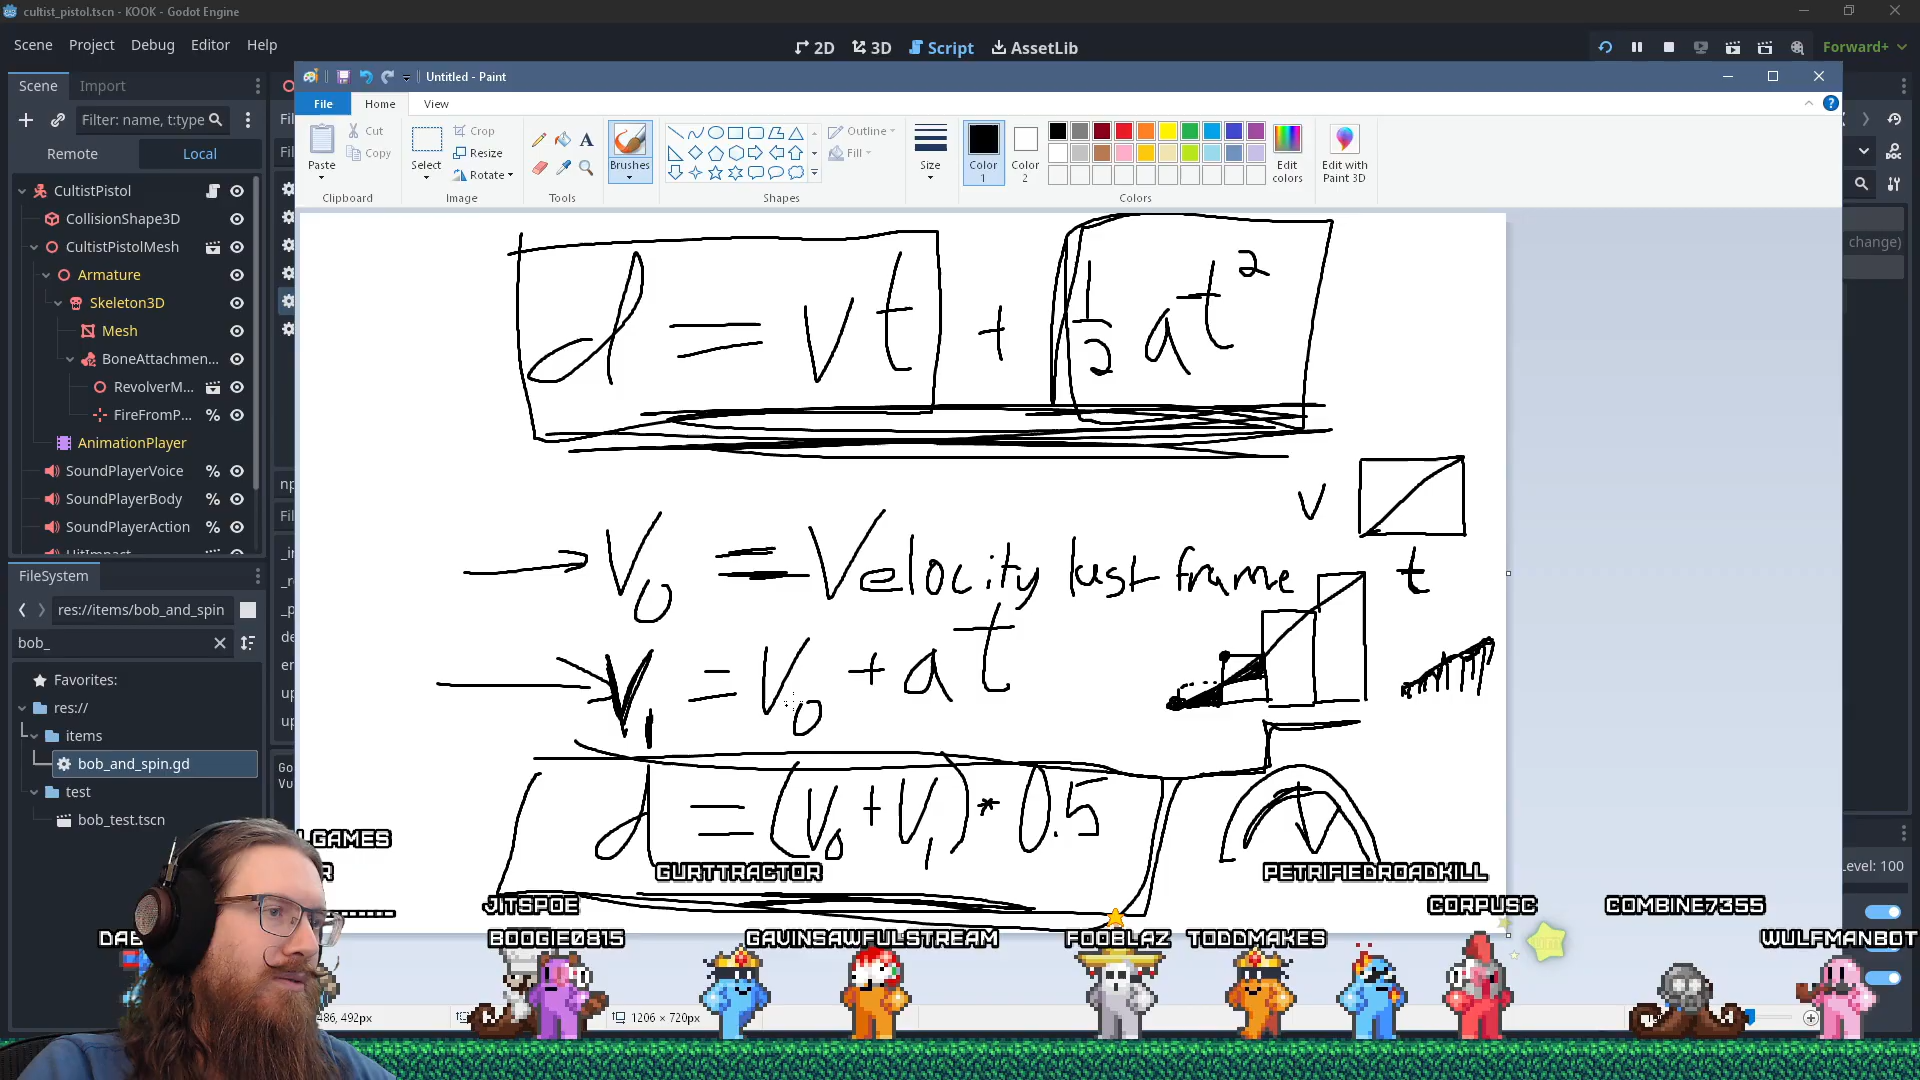 cultist_pistol.tscn - KOOK - Godot Engine
Scene Project Debug Editor Help
2D 3D Script AssetLib
Forward+
Scene Import
Filter: name, t:type
Remote Local
CultistPistol
CollisionShape3D
CultistPistolMesh
Armature
Skeleton3D
Mesh
BoneAttachmen...
RevolverM...
FireFromP...
AnimationPlayer
SoundPlayerVoice
SoundPlayerBody
SoundPlayerAction
HitImpact
FileSystem
res://items/bob_and_spin
bob_
Favorites:
res://
items
bob_and_spin.gd
test
bob_test.tscn
Untitled - Paint
File Home View
Paste
Cut
Copy
Clipboard
Select
Crop
Resize
Rotate
Image
Tools
Brushes
Outline
Fill
Shapes
Size
Color 1
Color 2
Edit colors
Colors
Edit with Paint 3D
change)
d = vt + 1/2 at²
v
t
V₀ = Velocity last frame
V₁ = V₀ + at
d = (V₀ + V₁) * 0.5
486, 492px
1206 × 720px
Level: 100
LGAMES
R
GURTTRACTOR
PETRIFIEDROADKILL
JITSPOE
CORPUSC
COMBINE7355
DAB
BOOGIE0815
GAVINSAWFULSTREAM
FOOBLAZ
TODDMAKES
WULFMANBOT